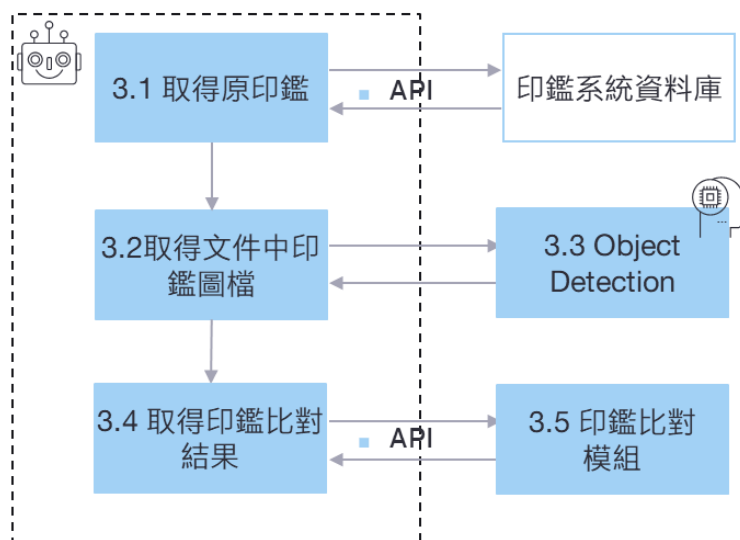 3.1 取得原印鑑
API
印鑑系統資料庫
3.2取得文件中印
鑑圖檔
3.3 Object
Detection
...
3.4 取得印鑑比對
結果
API
3.5 印鑑比對
模組